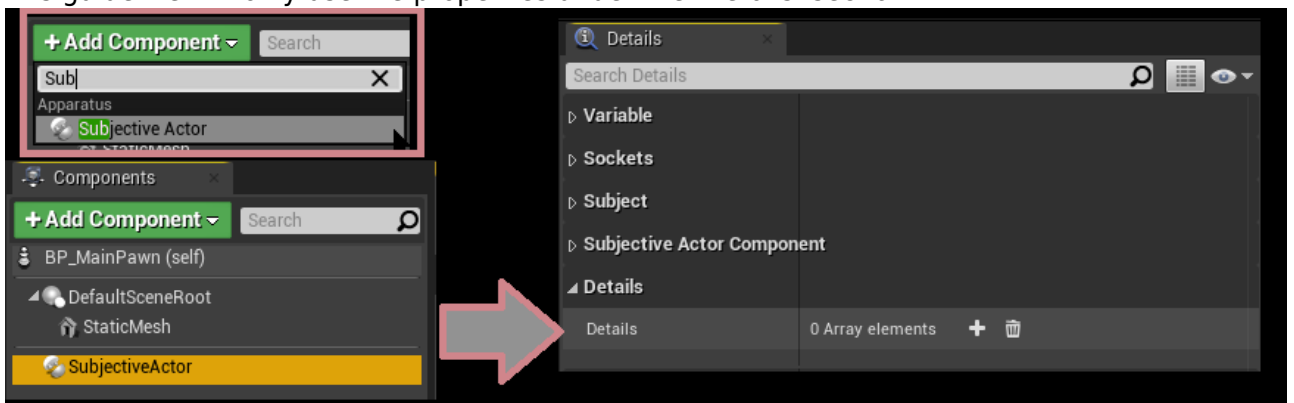 + Add Component
Search
Sub
Apparatus
Subjective Actor
StaticMesh
Components
+ Add Component
Search
BP_MainPawn (self)
DefaultSceneRoot
StaticMesh
SubjectiveActor
Details
Search Details
Variable
Sockets
Subject
Subjective Actor Component
Details
Details
0 Array elements